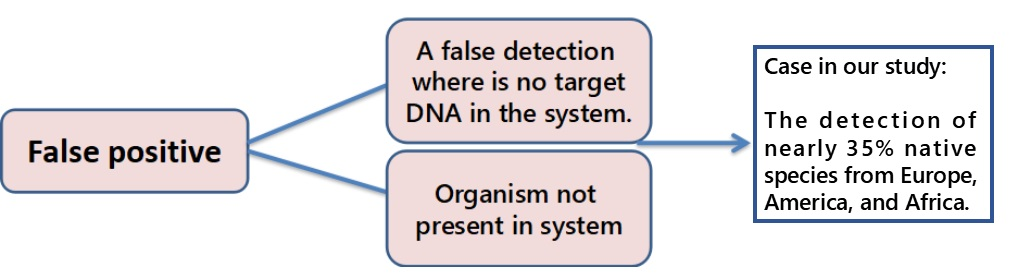 False positive
A false detection
where is no target
DNA in the system.
Organism not
present in system
Case in our study:
The detection of
nearly 35% native
species from Europe,
America, and Africa.